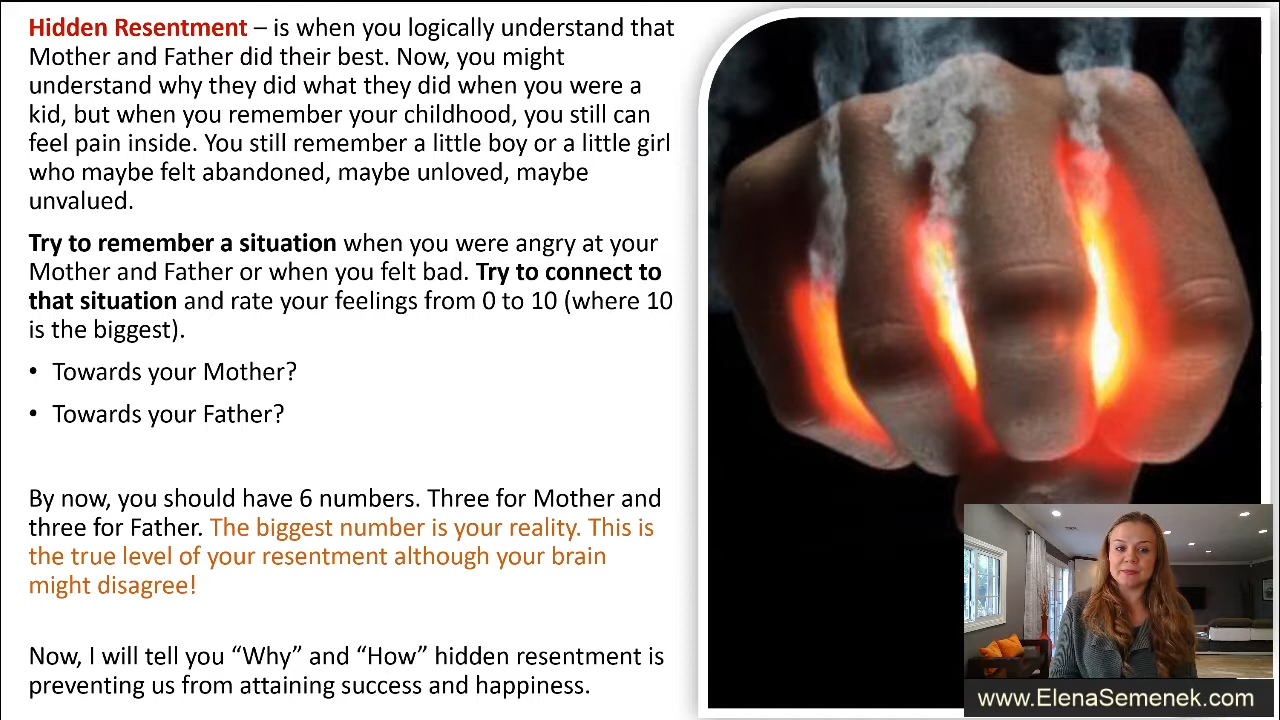 Hidden Resentment – is when you logically understand that
Mother and Father did their best. Now, you might
understand why they did what they did when you were a
kid, but when you remember your childhood, you still can
feel pain inside. You still remember a little boy or a little girl
who maybe felt abandoned, maybe unloved, maybe
unvalued.
Try to remember a situation when you were angry at your
Mother and Father or when you felt bad. Try to connect to
that situation and rate your feelings from 0 to 10 (where 10
is the biggest).
• Towards your Mother?
• Towards your Father?
By now, you should have 6 numbers. Three for Mother and
three for Father. The biggest number is your reality. This is
the true level of your resentment although your brain
might disagree!
Now, I will tell you “Why” and “How” hidden resentment is
preventing us from attaining success and happiness.
www.ElenaSemenek.com